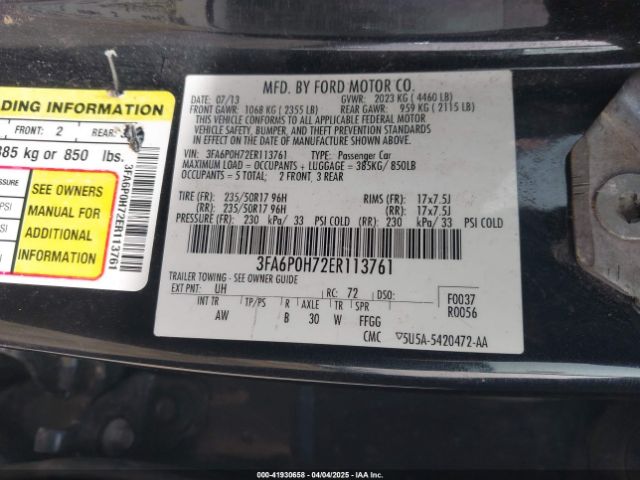 MFD. BY FORD MOTOR CO.
DATE: 07/13 GVWR: 2023 KG ( 4460 LB)
FRONT GAWR: 1068 KG ( 2355 LB) REAR GAWR: 959 KG ( 2115 LB)
THIS VEHICLE CONFORMS TO ALL APPLICABLE FEDERAL MOTOR
VEHICLE SAFETY, BUMPER, AND THEFT PREVENTION STANDARDS IN
EFFECT ON THE DATE OF MANUFACTURE SHOWN ABOVE.
VIN: 3FA6P0H72ER113761 TYPE: Passenger Car
MAXIMUM LOAD = OCCUPANTS + LUGGAGE = 385KG/ 850LB
OCCUPANTS = 5 TOTAL; 2 FRONT, 3 REAR
TIRE (FR): 235/50R17 96H RIMS (FR): 17x7.5J
(RR): 235/50R17 96H (RR): 17x7.5J
PRESSURE (FR): 230 kPa/ 33 PSI COLD (RR): 230 kPa/ 33 PSI COLD
3FA6P0H72ER113761
TRAILER TOWING - SEE OWNER GUIDE
EXT PNT: UH RC: 72 DSO:
INT TR TP/PS R AXLE TR SPR
AW B 30 W FFGG
F0037
R0056
CMC 5U5A-5420472-AA
DING INFORMATION
FRONT: 2 REAR:
385 kg or 850 lbs.
PRESSURE
PSI
PSI
SEE OWNERS
MANUAL FOR
ADDITIONAL
INFORMATION
3FA6P0H72ER113761
000-41930658 - 04/04/2025 - IAAI CORPORATE